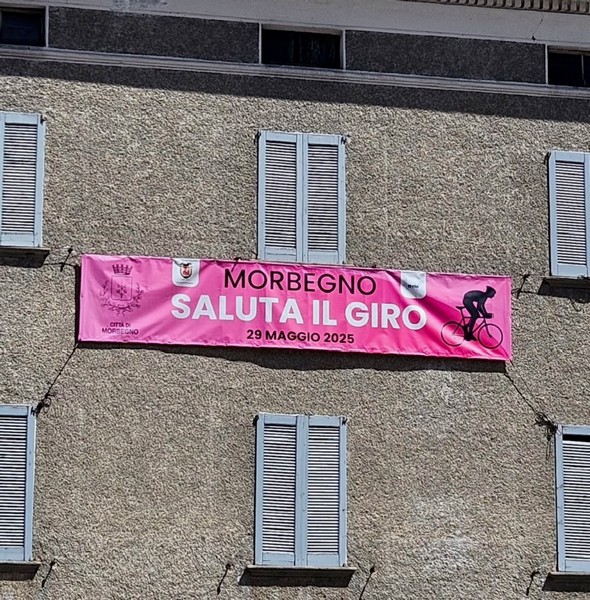 MORBEGNO
SALUTA IL GIRO
29 MAGGIO 2025
CITTÀ DI
MORBEGNO